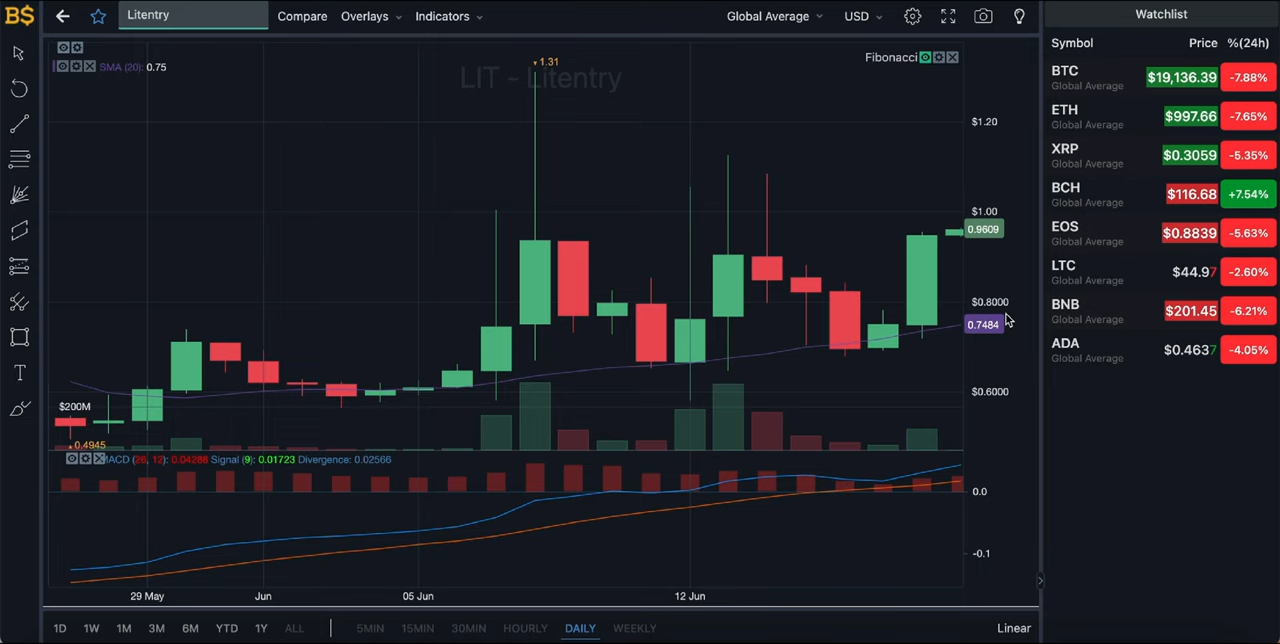 B$
Litentry
Compare
Overlays
Indicators
Global Average
USD
Watchlist
SMA (20): 0.75
LIT - Litentry
1.31
Fibonacci
$1.20
$1.00
0.9609
$0.8000
0.7484
$0.6000
$200M
0.4945
MACD (26, 12): 0.04288 Signal (9): 0.01723 Divergence: 0.02566
0.0
-0.1
29 May
Jun
05 Jun
12 Jun
T
1D 1W 1M 3M 6M YTD 1Y ALL
5MIN 15MIN 30MIN HOURLY DAILY WEEKLY
Linear
Symbol Price %(24h)
BTC $19,136.39 -7.88%
Global Average
ETH $997.66 -7.65%
Global Average
XRP $0.3059 -5.35%
Global Average
BCH $116.68 +7.54%
Global Average
EOS $0.8839 -5.63%
Global Average
LTC $44.97 -2.60%
Global Average
BNB $201.45 -6.21%
Global Average
ADA $0.4637 -4.05%
Global Average